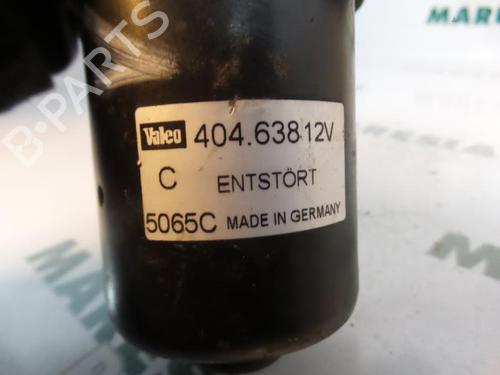 B-PARTS
Valeo 404.638 12V
C ENTSTÖRT
5065C MADE IN GERMANY